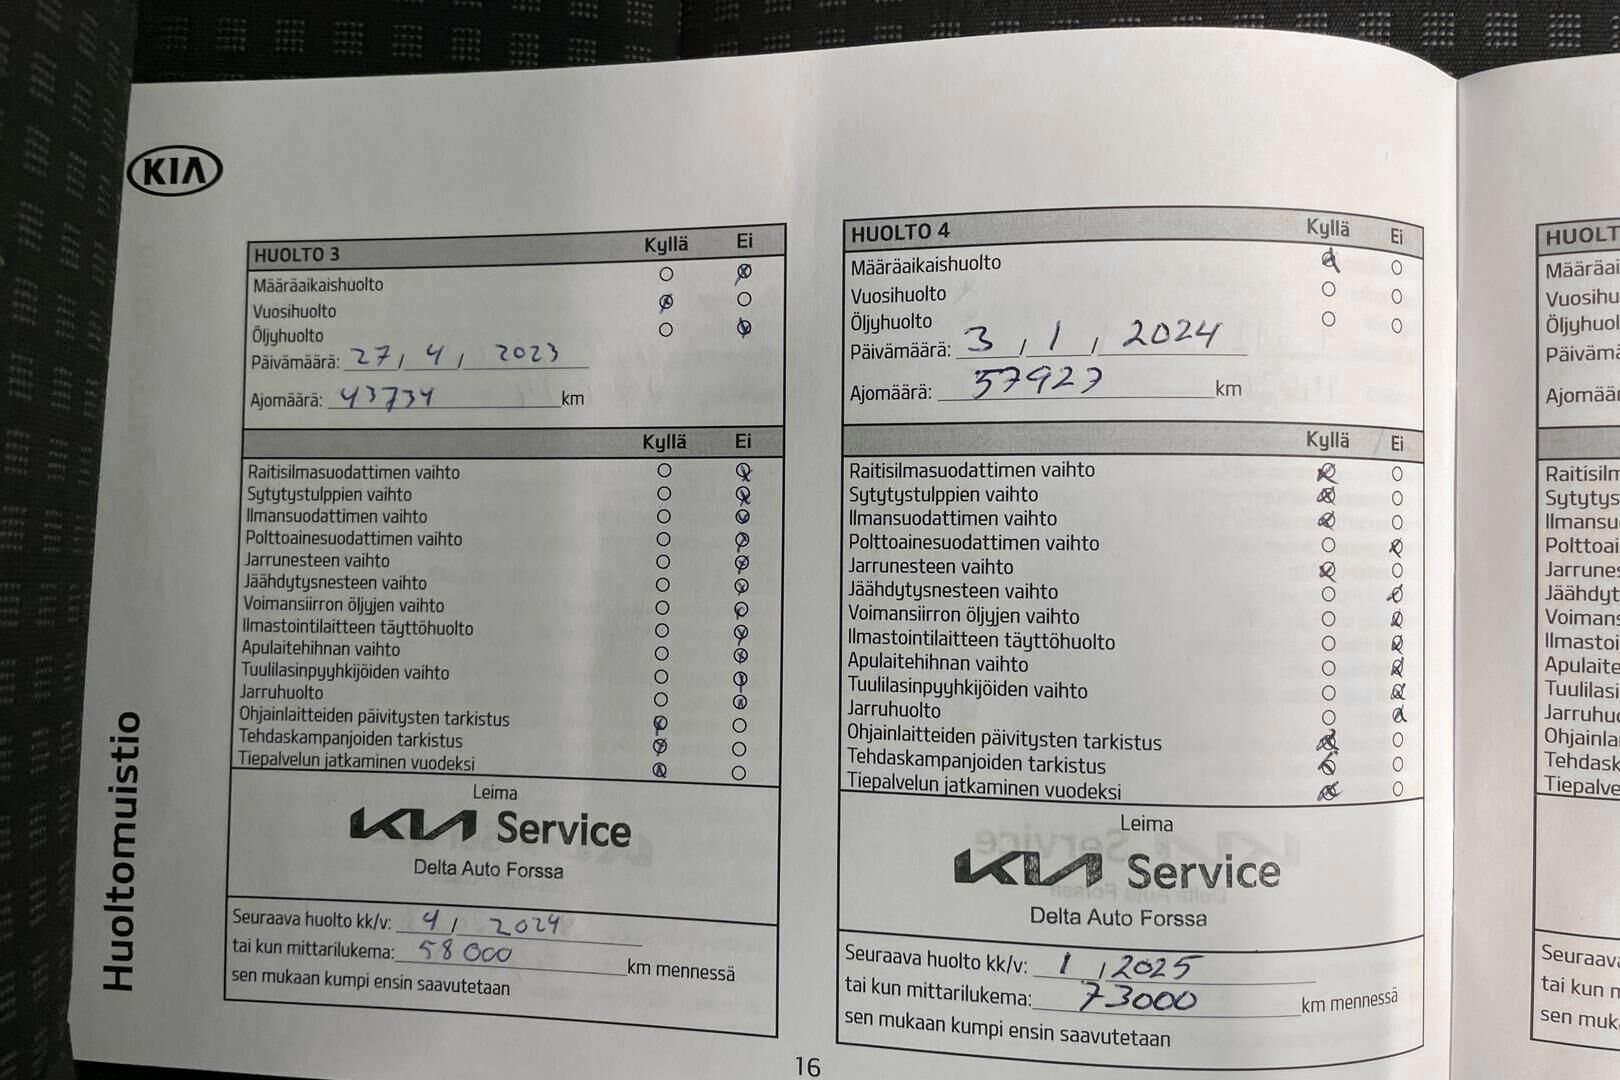 KIA
Huoltomuistio
HUOLTO 3 Kyllä Ei
Määräaikaishuolto
Vuosihuolto
Öljyhuolto
Päivämäärä: 27 / 4 / 2023
Ajomäärä: 43734 km
Kyllä Ei
Raitisilmasuodattimen vaihto
Sytytystulppien vaihto
Ilmansuodattimen vaihto
Polttoainesuodattimen vaihto
Jarrunesteen vaihto
Jäähdytysnesteen vaihto
Voimansiirron öljyjen vaihto
Ilmastointilaitteen täyttöhuolto
Apulaitehihnan vaihto
Tuulilasinpyyhkijöiden vaihto
Jarruhuolto
Ohjainlaitteiden päivitysten tarkistus
Tehdaskampanjoiden tarkistus
Tiepalvelun jatkaminen vuodeksi
Leima
KIA Service
Delta Auto Forssa
Seuraava huolto kk/v: 4 / 2024
tai kun mittarilukema: 58 000 km mennessä
sen mukaan kumpi ensin saavutetaan
HUOLTO 4 Kyllä Ei
Määräaikaishuolto
Vuosihuolto
Öljyhuolto
Päivämäärä: 3 / 1 / 2024
Ajomäärä: 57927 km
Kyllä Ei
Raitisilmasuodattimen vaihto
Sytytystulppien vaihto
Ilmansuodattimen vaihto
Polttoainesuodattimen vaihto
Jarrunesteen vaihto
Jäähdytysnesteen vaihto
Voimansiirron öljyjen vaihto
Ilmastointilaitteen täyttöhuolto
Apulaitehihnan vaihto
Tuulilasinpyyhkijöiden vaihto
Jarruhuolto
Ohjainlaitteiden päivitysten tarkistus
Tehdaskampanjoiden tarkistus
Tiepalvelun jatkaminen vuodeksi
Leima
KIA Service
Delta Auto Forssa
Seuraava huolto kk/v: 1 / 2025
tai kun mittarilukema: 73000 km mennessä
sen mukaan kumpi ensin saavutetaan
16
tai kun